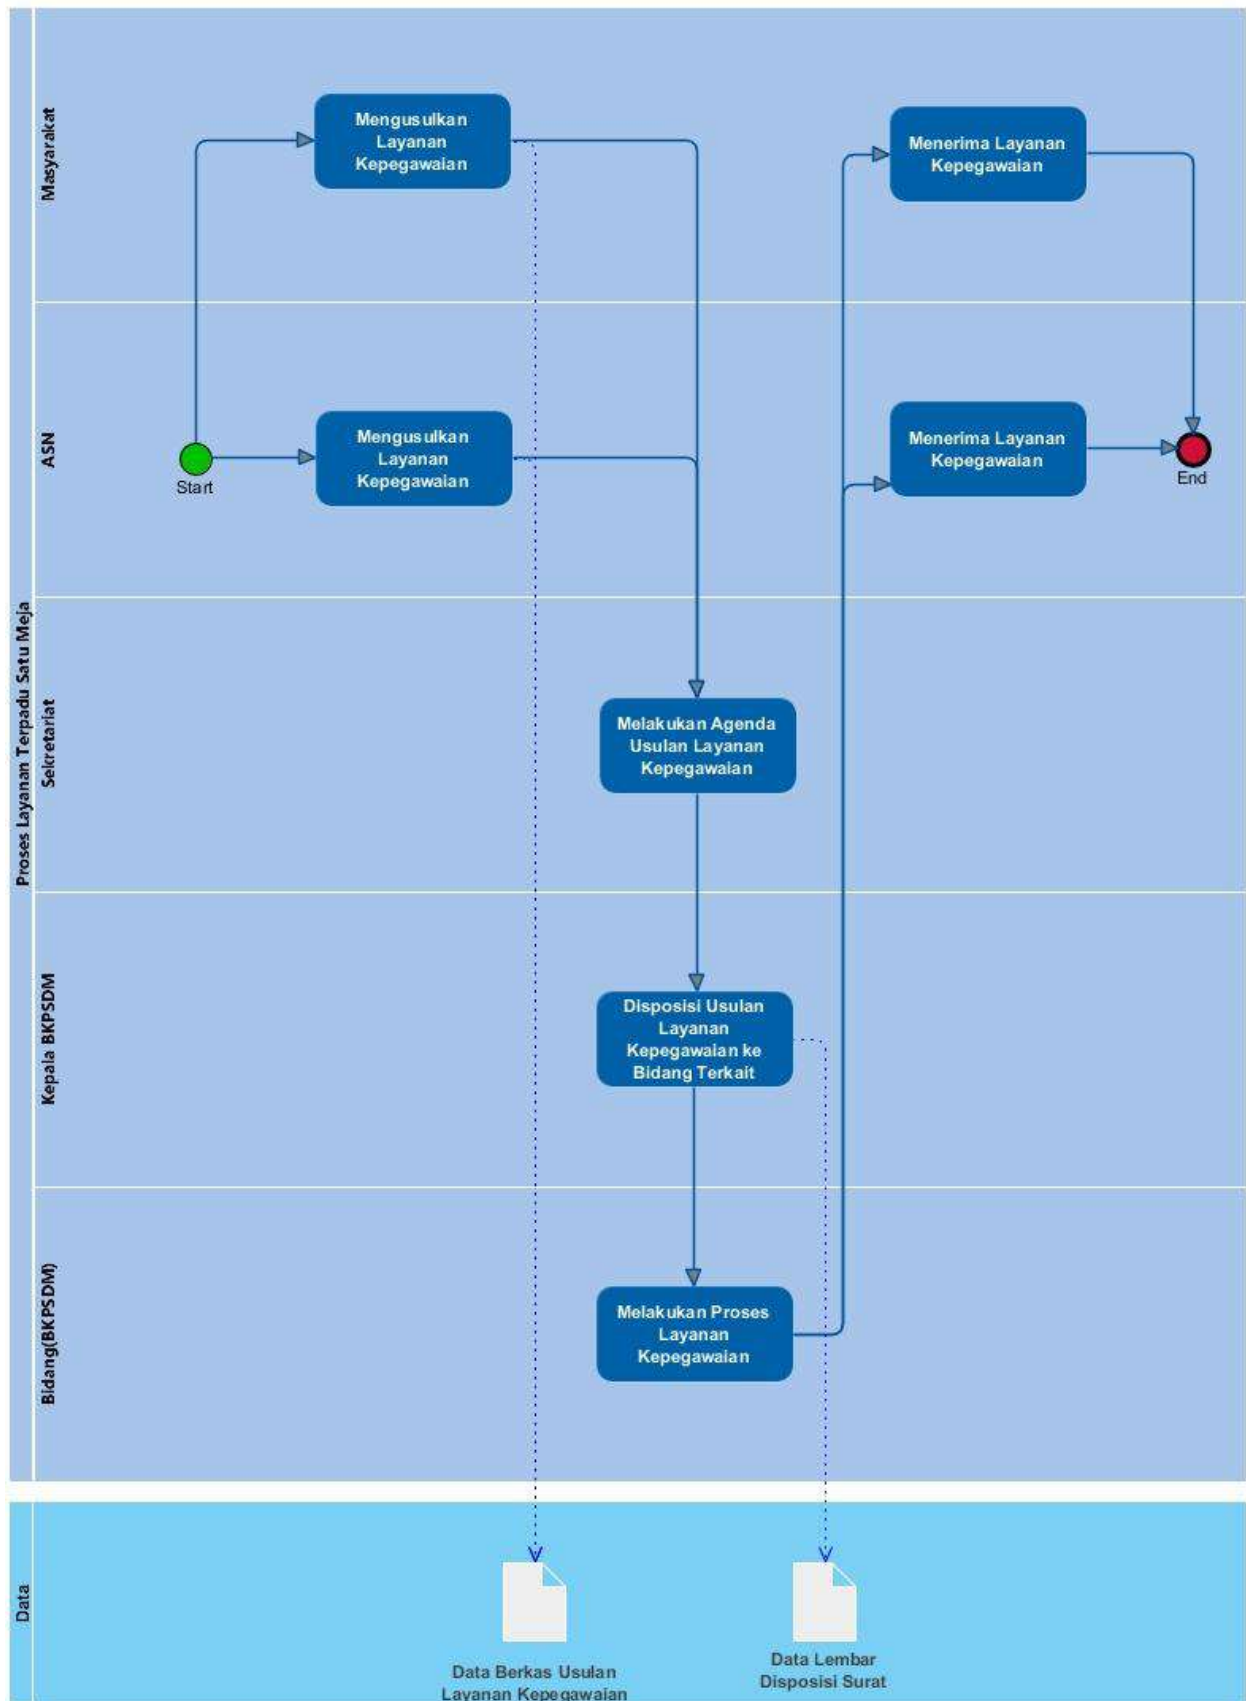 Proses Layanan Terpadu Satu Meja
Masyarakat
Mengusulkan
Layanan
Kepegawaian
Menerima Layanan
Kepegawaian
ASN
Start
Mengusulkan
Layanan
Kepegawaian
Menerima Layanan
Kepegawaian
End
Sekretariat
Melakukan Agenda
Usulan Layanan
Kepegawaian
Kepala BKPSDM
Disposisi Usulan
Layanan
Kepegawaian ke
Bidang Terkait
Bidang(BKPSDM)
Melakukan Proses
Layanan
Kepegawaian
Data
Data Berkas Usulan
Layanan Kepegawaian
Data Lembar
Disposisi Surat